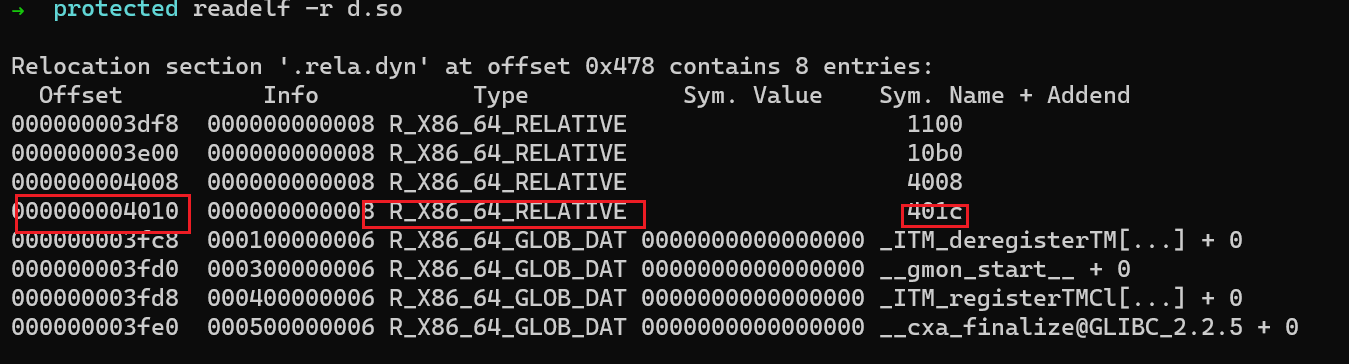 → protected readelf -r d.so
Relocation section '.rela.dyn' at offset 0x478 contains 8 entries:
Offset Info Type Sym. Value Sym. Name + Addend
000000003df8 000000000008 R_X86_64_RELATIVE 1100
000000003e00 000000000008 R_X86_64_RELATIVE 10b0
000000004008 000000000008 R_X86_64_RELATIVE 4008
000000004010 000000000008 R_X86_64_RELATIVE 401c
000000003fc8 000100000006 R_X86_64_GLOB_DAT 0000000000000000 _ITM_deregisterTM[...] + 0
000000003fd0 000300000006 R_X86_64_GLOB_DAT 0000000000000000 __gmon_start__ + 0
000000003fd8 000400000006 R_X86_64_GLOB_DAT 0000000000000000 _ITM_registerTMCl[...] + 0
000000003fe0 000500000006 R_X86_64_GLOB_DAT 0000000000000000 __cxa_finalize@GLIBC_2.2.5 + 0